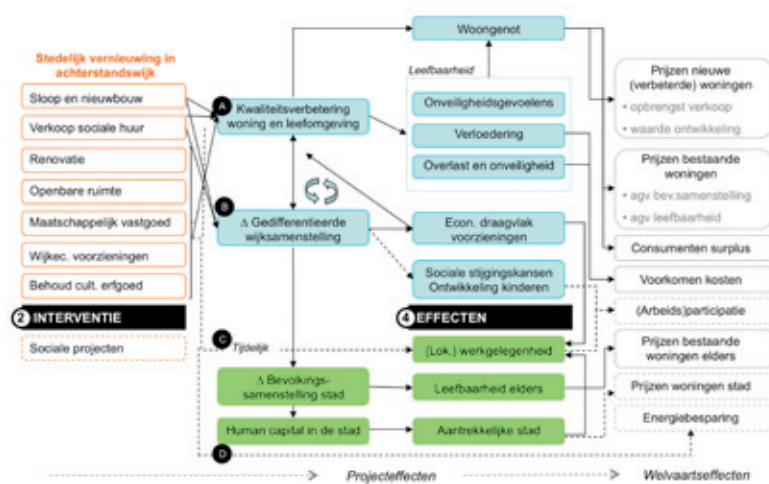 Stedelijk vernieuwing in
achterstandswijk
Sloop en nieuwbouw
Verkoop sociale huur
Renovatie
Openbare ruimte
Maatschappelijk vastgoed
Wijkec. voorzieningen
Behoud cult. erfgoed
2 INTERVENTIE
Sociale projecten
A
Kwaliteitsverbetering
woning en leefomgeving
B
Δ Gedifferentieerde
wijksamenstelling
C
Tijdelijk
Δ Bevolkings-
samenstelling stad
Human capital in de stad
D
Woongenot
Leefbaarheid
Onveiligheidsgevoelens
Verloedering
Overlast en onveiligheid
Econ. draagvlak
voorzieningen
Sociale stijgingskansen
Ontwikkeling kinderen
4 EFFECTEN
(Lok.) werkgelegenheid
Leefbaarheid elders
Aantrekkelijke stad
Prijzen nieuwe
(verbeterde) woningen
• opbrengst verkoop
• waarde ontwikkeling
Prijzen bestaande
woningen
• agv bev.samenstelling
• agv leefbaarheid
Consumenten surplus
Voorkomen kosten
(Arbeids)participatie
Prijzen bestaande
woningen elders
Prijzen woningen stad
Energiebesparing
Projecteffecten
Welvaartseffecten